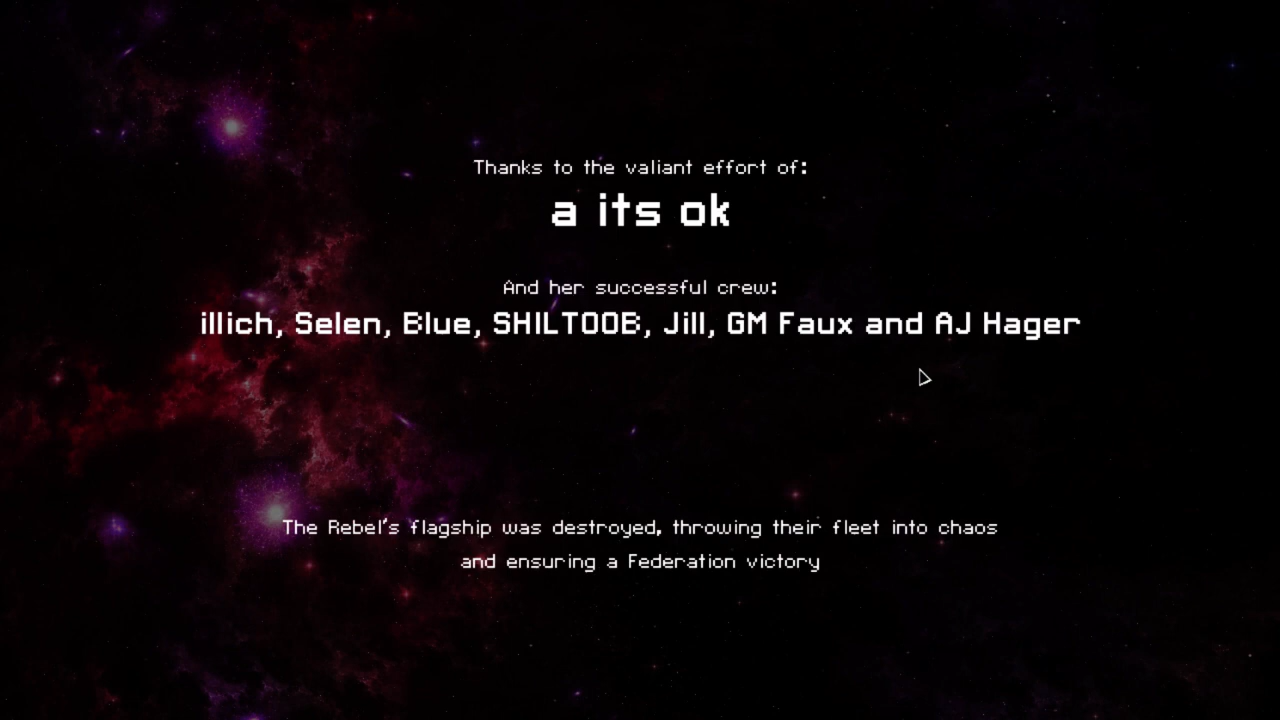 Thanks to the valiant effort of:
a its ok
And her successful crew:
illich, Selen, Blue, SHILTOOB, Jill, GM Faux and AJ Hager
The Rebel's flagship was destroyed, throwing their fleet into chaos
and ensuring a Federation victory